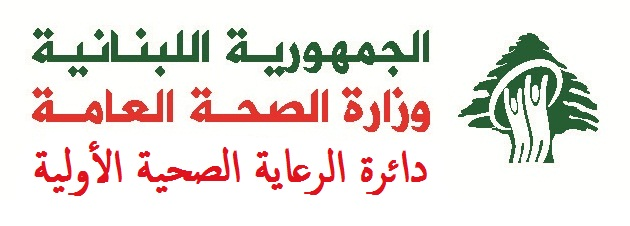 الجمهورية اللبنانية
وزارة الصحة العامة
دائرة الرعاية الصحية الأولية